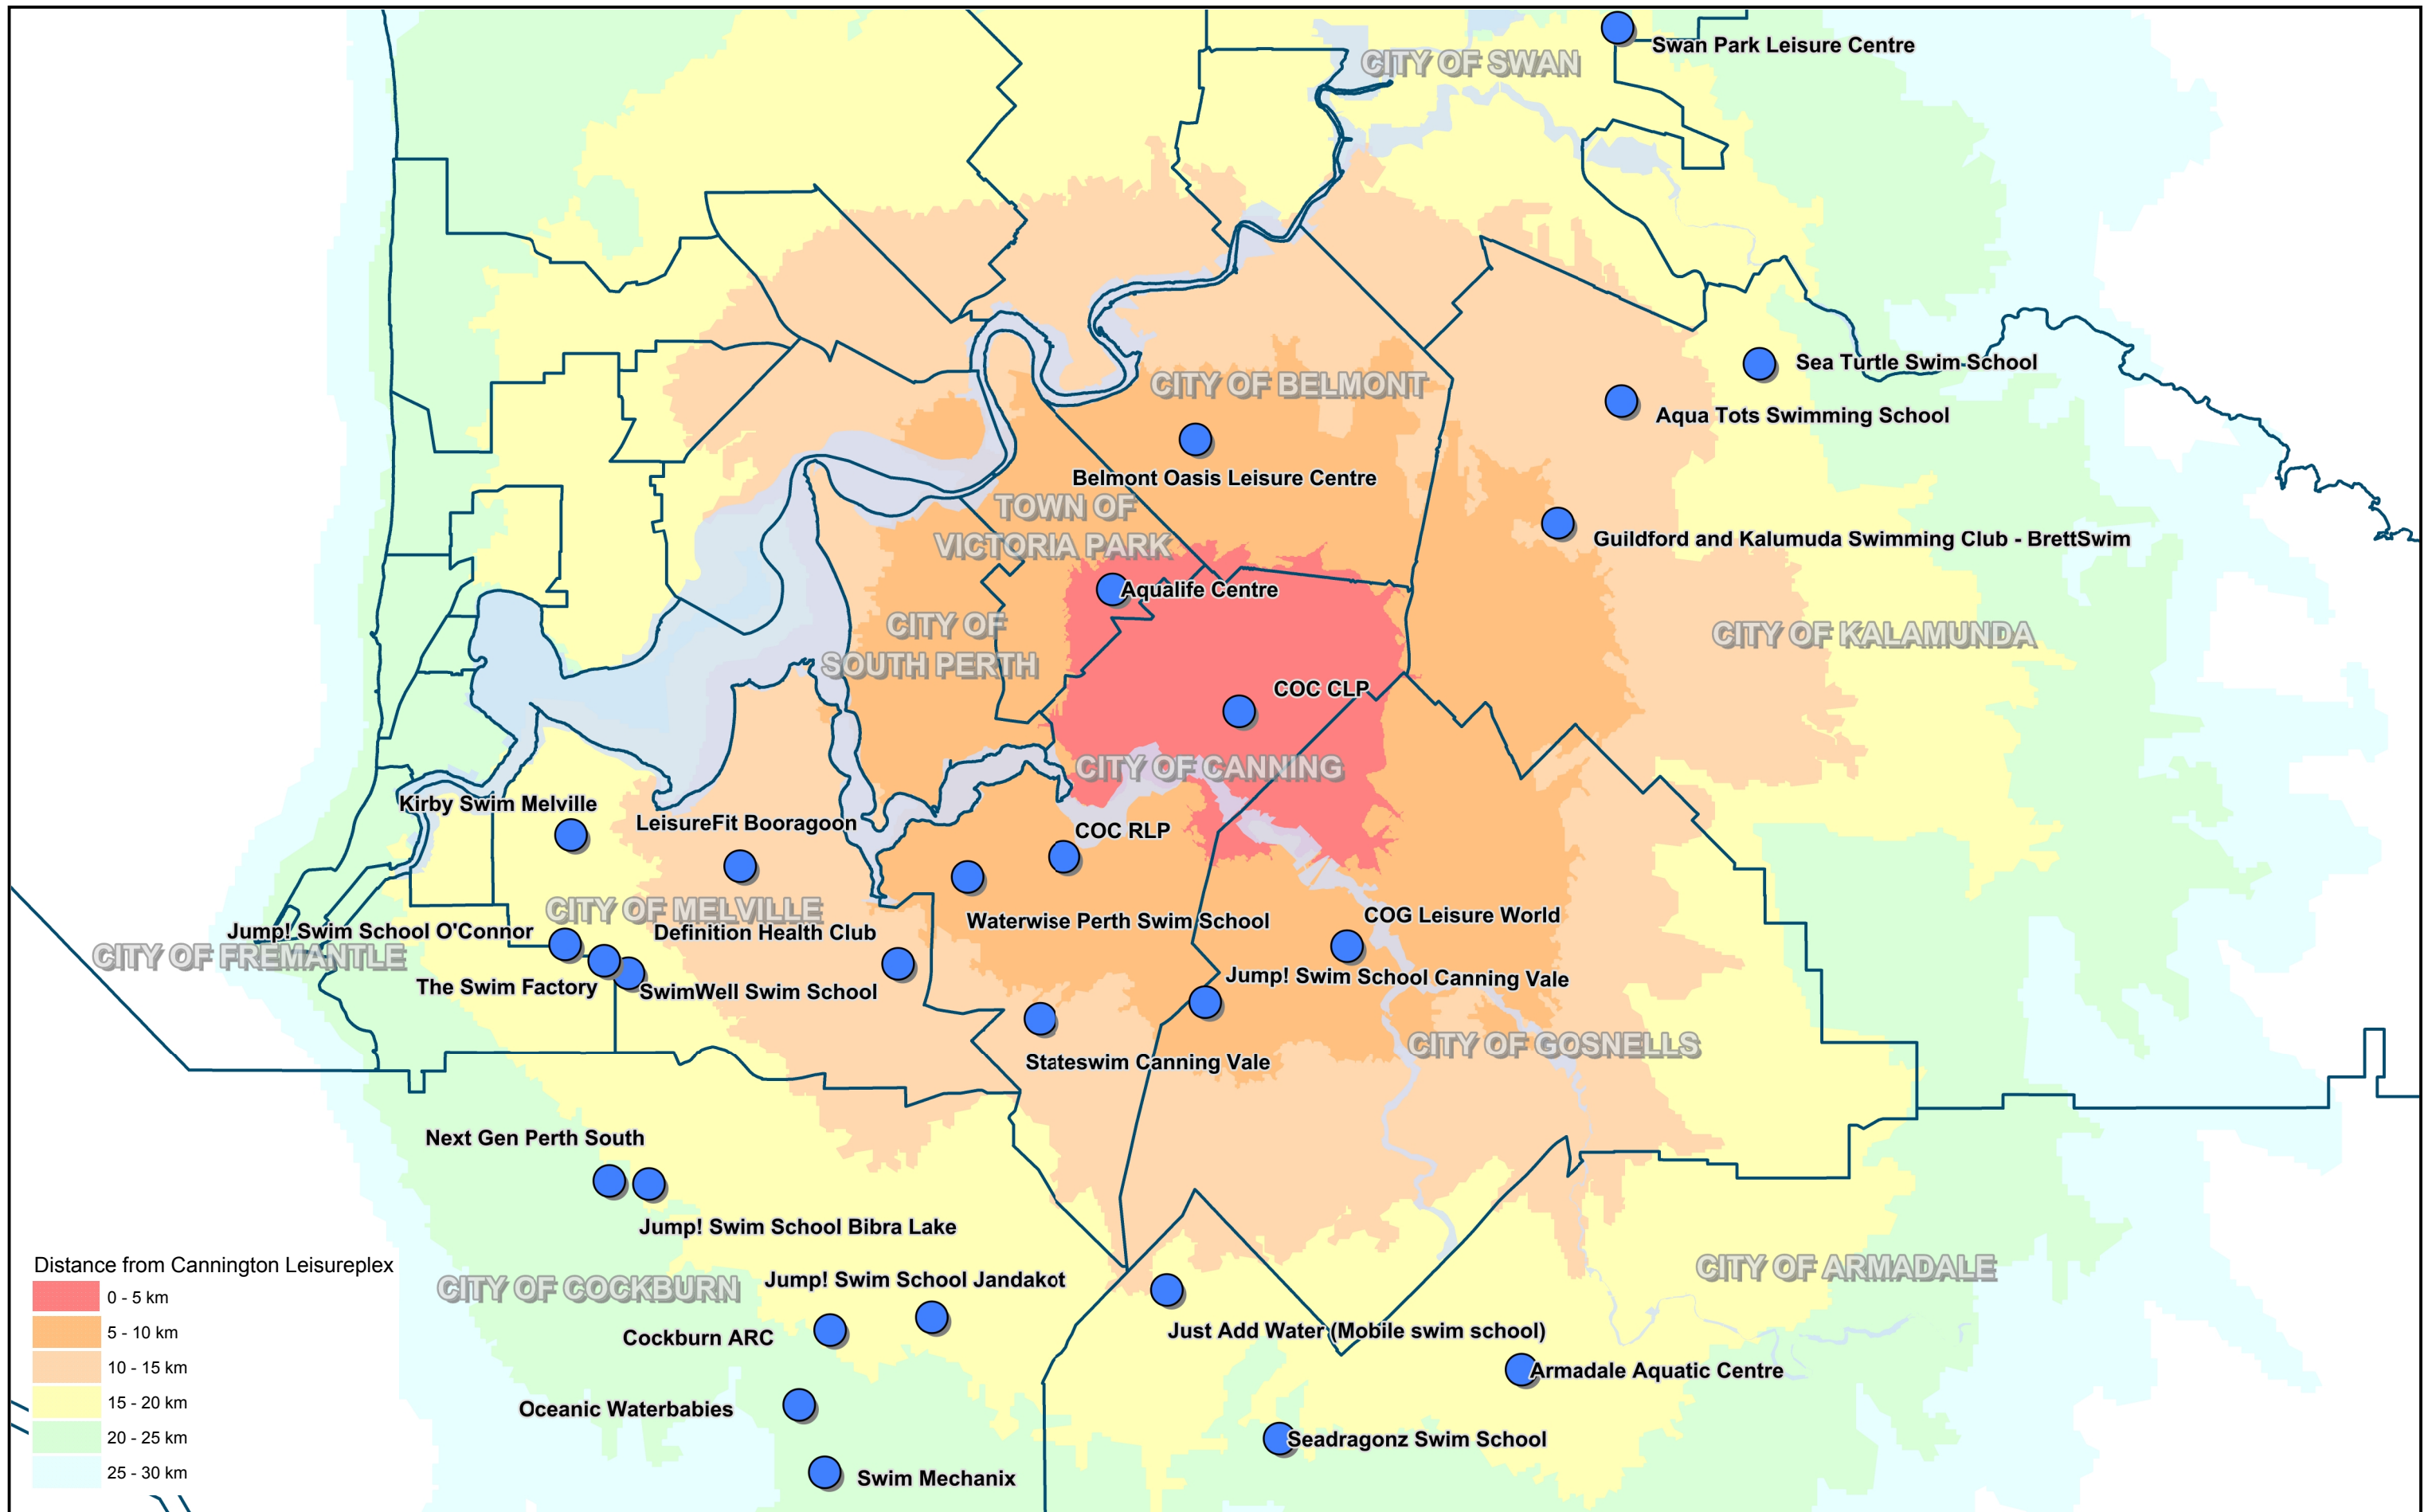 Swan Park Leisure Centre
CITY OF SWAN
Sea Turtle Swim School
CITY OF BELMONT
Aqua Tots Swimming School
Belmont Oasis Leisure Centre
TOWN OF
VICTORIA PARK
Guildford and Kalumuda Swimming Club - BrettSwim
Aqualife Centre
CITY OF
SOUTH PERTH
CITY OF KALAMUNDA
COC CLP
CITY OF CANNING
Kirby Swim Melville
LeisureFit Booragoon
COC RLP
CITY OF MELVILLE
COG Leisure World
Waterwise Perth Swim School
Jump! Swim School O'Connor
Definition Health Club
CITY OF FREMANTLE
Jump! Swim School Canning Vale
The Swim Factory
SwimWell Swim School
CITY OF GOSNELLS
Stateswim Canning Vale
Next Gen Perth South
Jump! Swim School Bibra Lake
CITY OF ARMADALE
Jump! Swim School Jandakot
CITY OF COCKBURN
Just Add Water (Mobile swim school)
Cockburn ARC
Armadale Aquatic Centre
Oceanic Waterbabies
Seadragonz Swim School
Swim Mechanix
Distance from Cannington Leisureplex
0 - 5 km
5 - 10 km
10 - 15 km
15 - 20 km
20 - 25 km
25 - 30 km